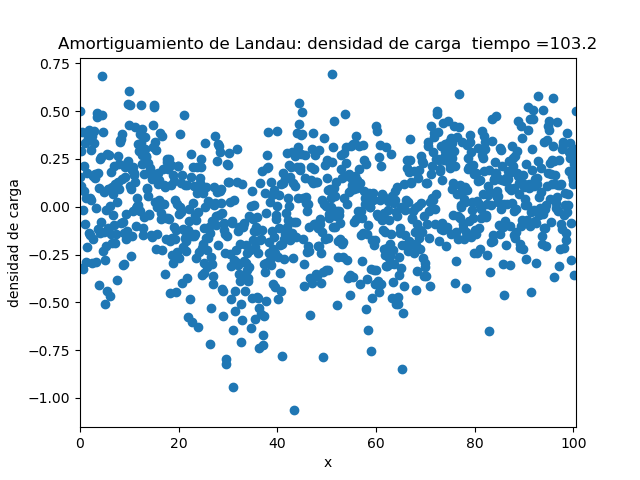 Amortiguamiento de Landau: densidad de carga  tiempo =103.2
0.75
0.50
0.25
0.00
−0.25
−0.50
−0.75
−1.00
densidad de carga
0 20 40 60 80 100
x